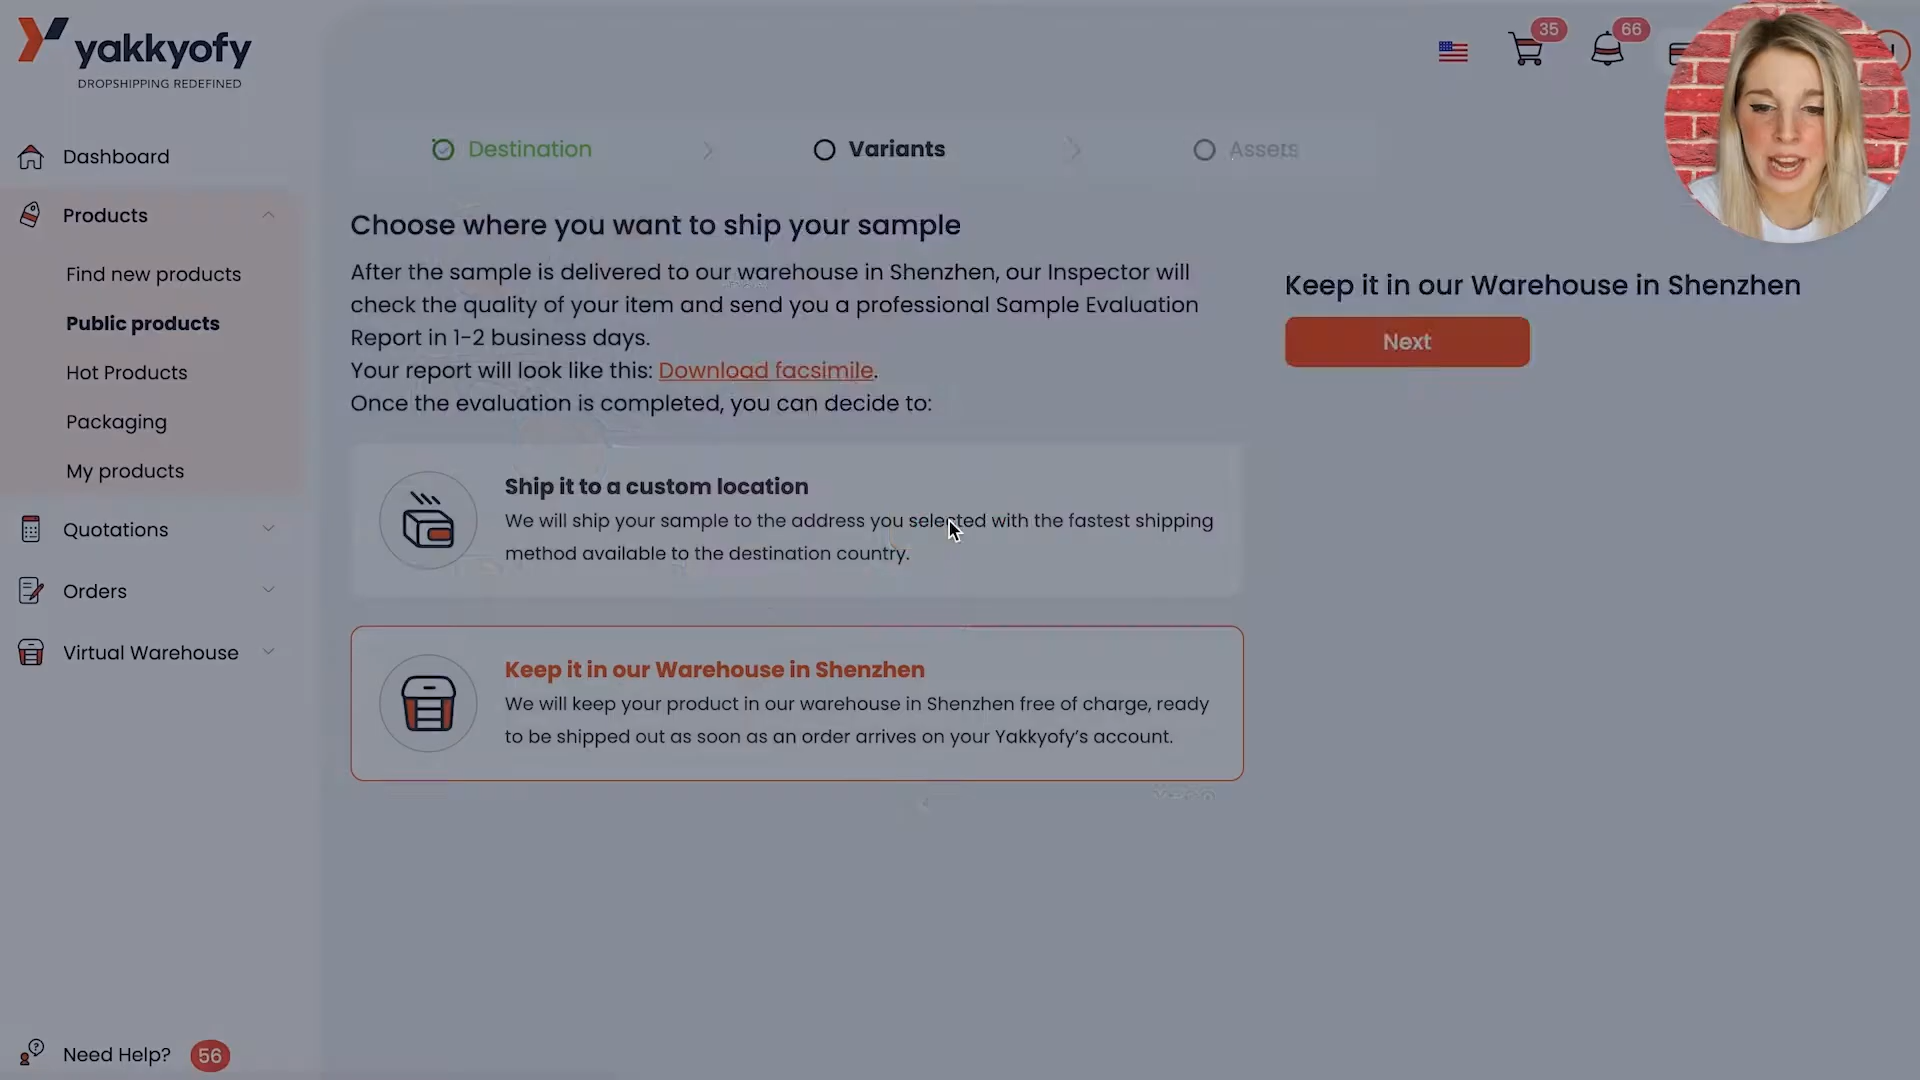 yakkyofy
DROPSHIPPING REDEFINED
35
66
Dashboard
Products
Find new products
Public products
Hot Products
Packaging
My products
Quotations
Orders
Virtual Warehouse
Need Help?
56
Destination
Variants
Assets
Choose where you want to ship your sample
After the sample is delivered to our warehouse in Shenzhen, our Inspector will
check the quality of your item and send you a professional Sample Evaluation
Report in 1-2 business days.
Your report will look like this: Download facsimile.
Once the evaluation is completed, you can decide to:
Ship it to a custom location
We will ship your sample to the address you selected with the fastest shipping
method available to the destination country.
Keep it in our Warehouse in Shenzhen
We will keep your product in our warehouse in Shenzhen free of charge, ready
to be shipped out as soon as an order arrives on your Yakkyofy's account.
Keep it in our Warehouse in Shenzhen
Next